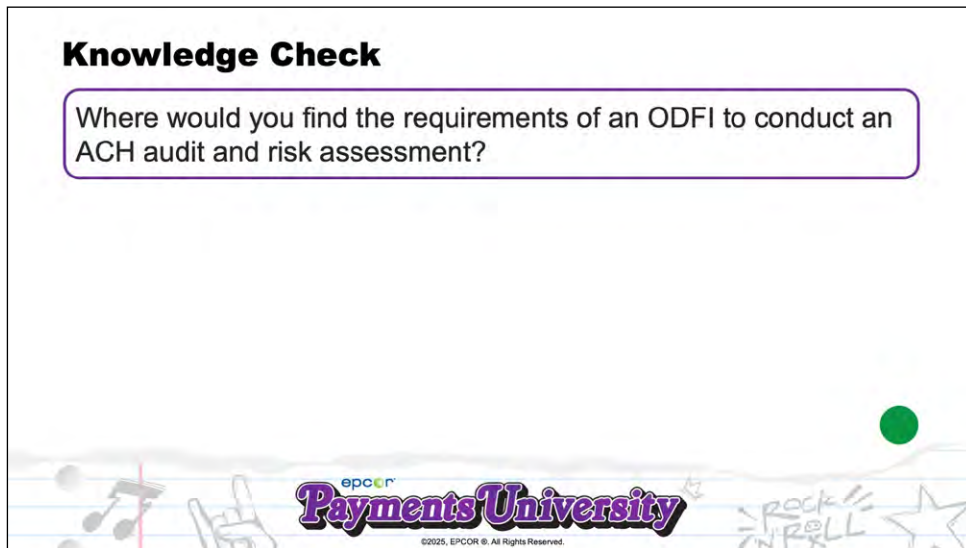 Knowledge Check
Where would you find the requirements of an ODFI to conduct an
ACH audit and risk assessment?
epcor
Payments University
©2025, EPCOR ®. All Rights Reserved.
ROCK
'N' ROLL